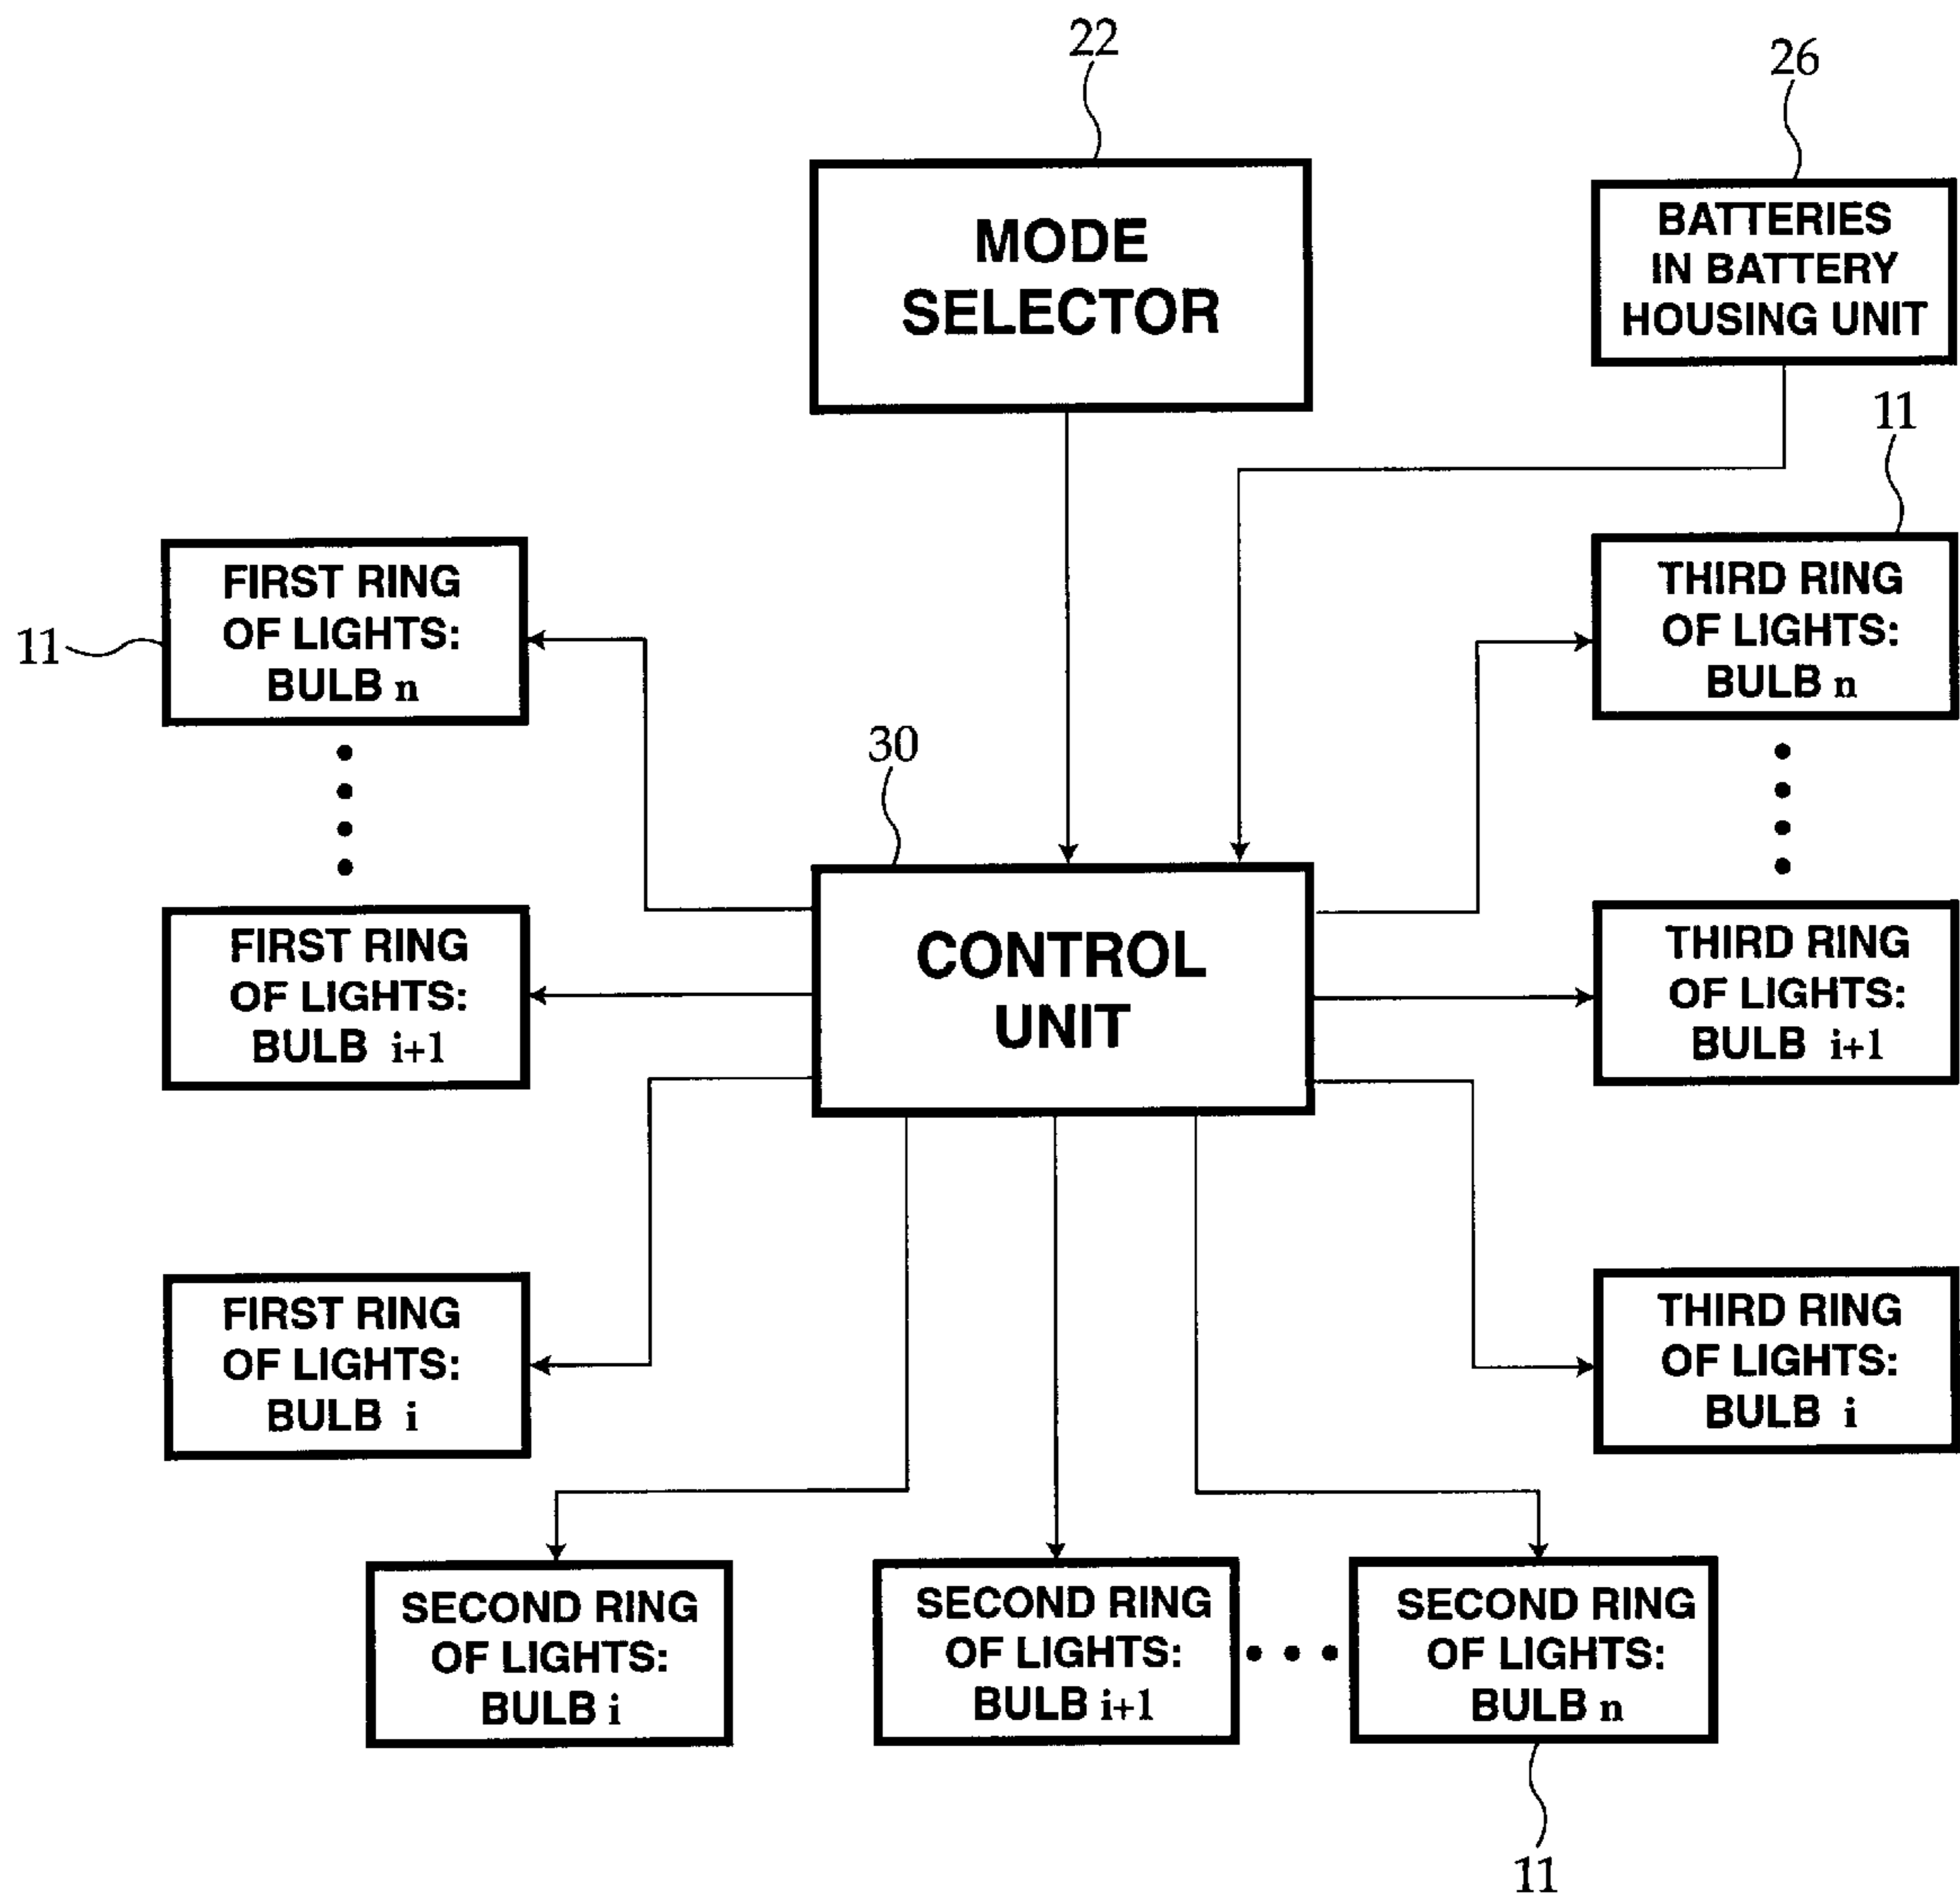 22
26
MODE
SELECTOR
BATTERIES
IN BATTERY
HOUSING UNIT
11
FIRST RING
OF LIGHTS:
BULB n
11
THIRD RING
OF LIGHTS:
BULB n
30
FIRST RING
OF LIGHTS:
BULB i+1
CONTROL
UNIT
THIRD RING
OF LIGHTS:
BULB i+1
FIRST RING
OF LIGHTS:
BULB i
THIRD RING
OF LIGHTS:
BULB i
SECOND RING
OF LIGHTS:
BULB i
SECOND RING
OF LIGHTS:
BULB i+1
SECOND RING
OF LIGHTS:
BULB n
11